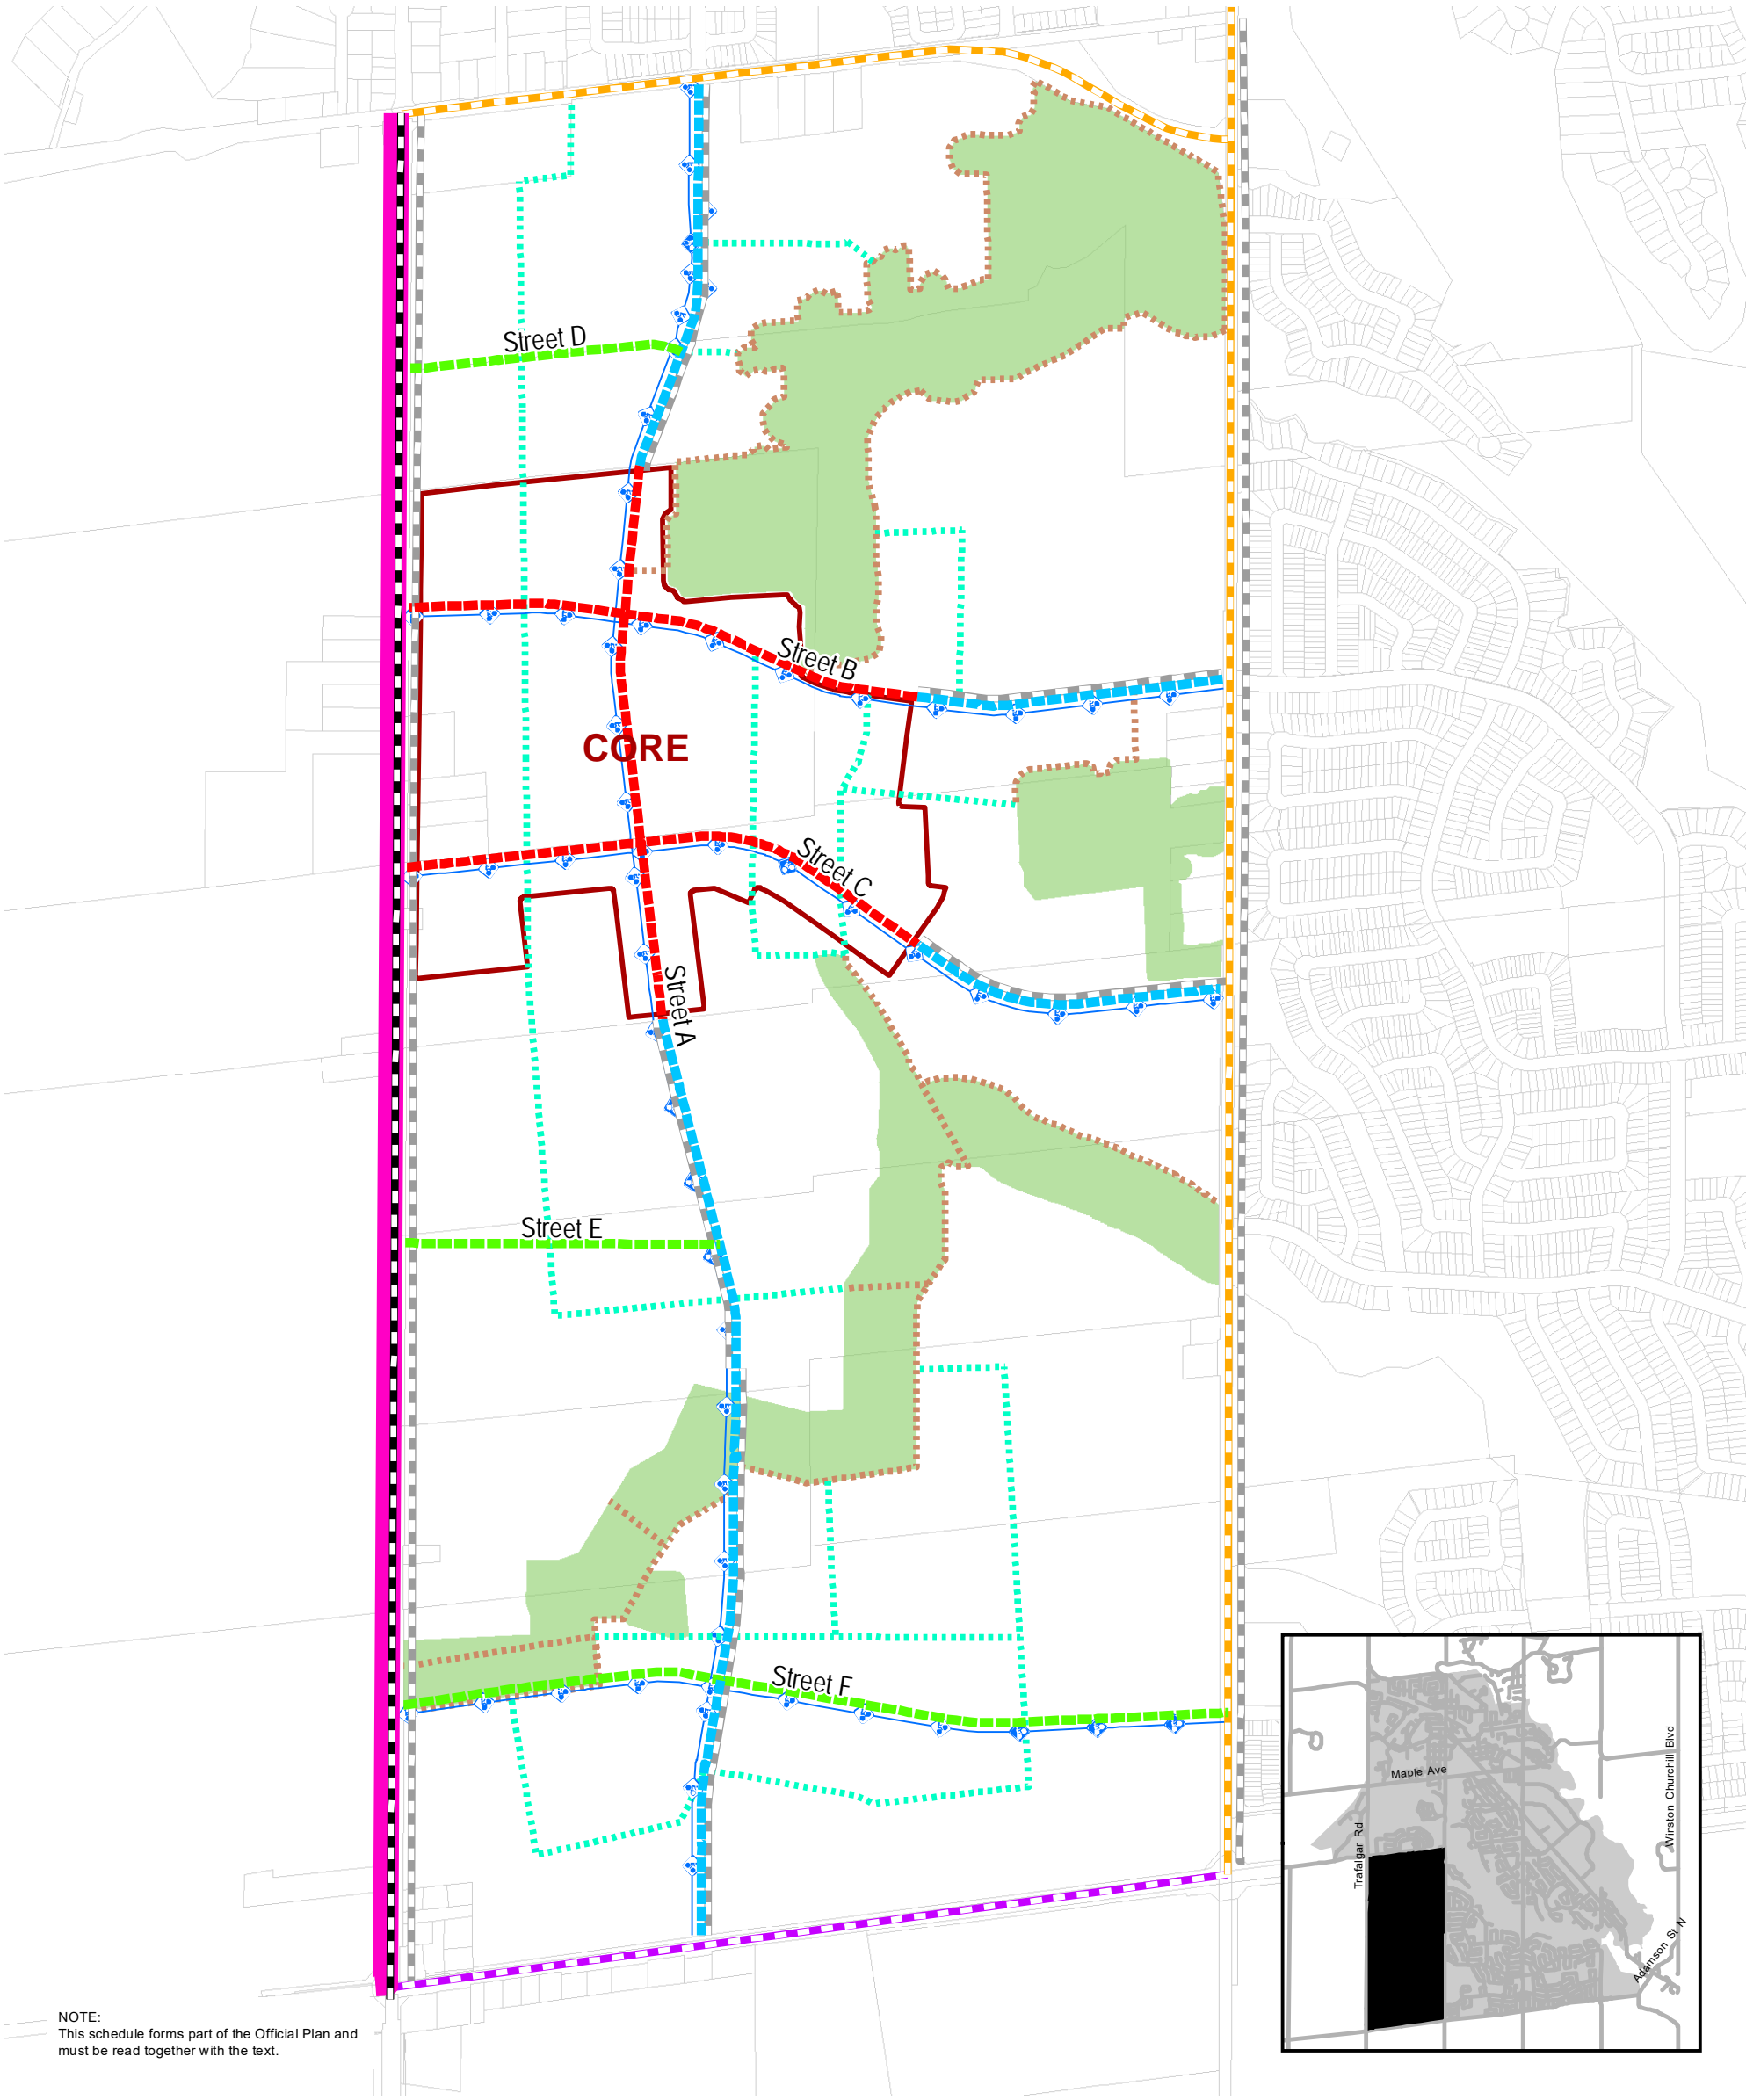 Street D
Street B
CORE
Street C
Street A
Street E
Street F
Maple Ave
Trafalgar Rd
Winston Churchill Blvd
Adamson St N
NOTE:
This schedule forms part of the Official Plan and
must be read together with the text.